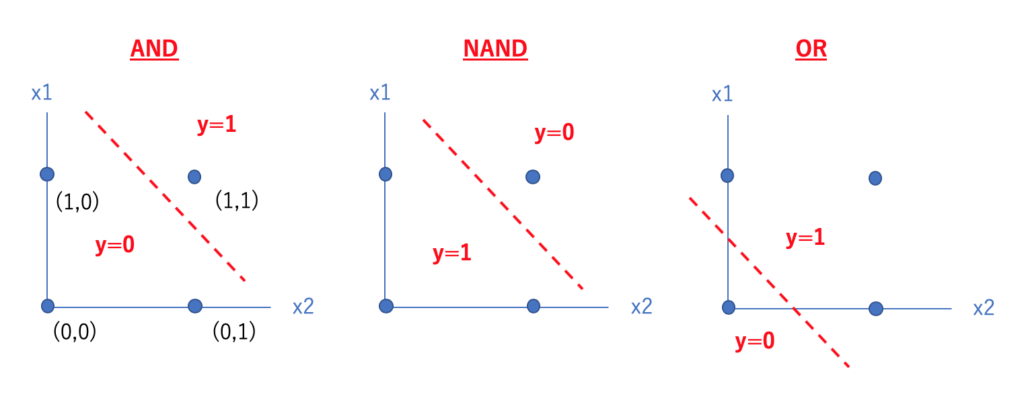 AND
x1
y=1
(1,0)
(1,1)
y=0
x2
(0,0)
(0,1)
NAND
x1
y=0
y=1
x2
OR
x1
y=1
x2
y=0